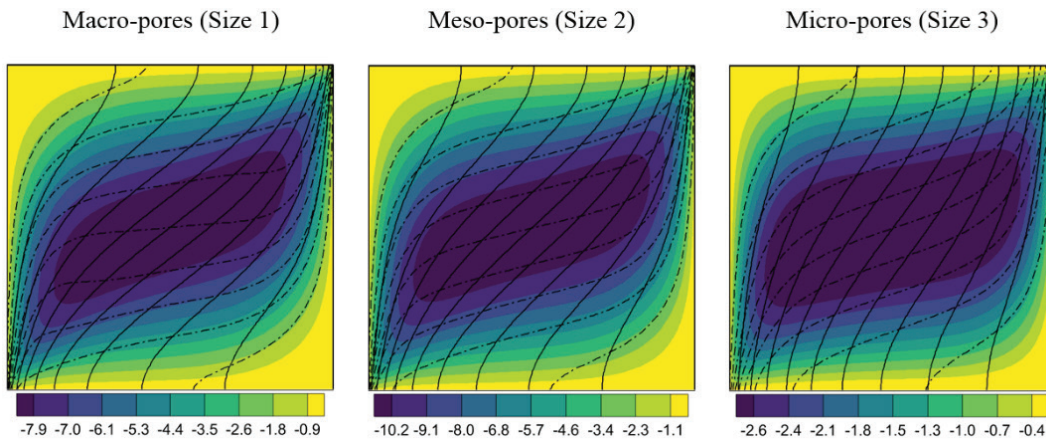 Macro-pores (Size 1) Meso-pores (Size 2) Micro-pores (Size 3)
-7.9 -7.0 -6.1 -5.3 -4.4 -3.5 -2.6 -1.8 -0.9 -10.2 -9.1 -8.0 -6.8 -5.7 -4.6 -3.4 -2.3 -1.1 -2.6 -2.4 -2.1 -1.8 -1.5 -1.3 -1.0 -0.7 -0.4